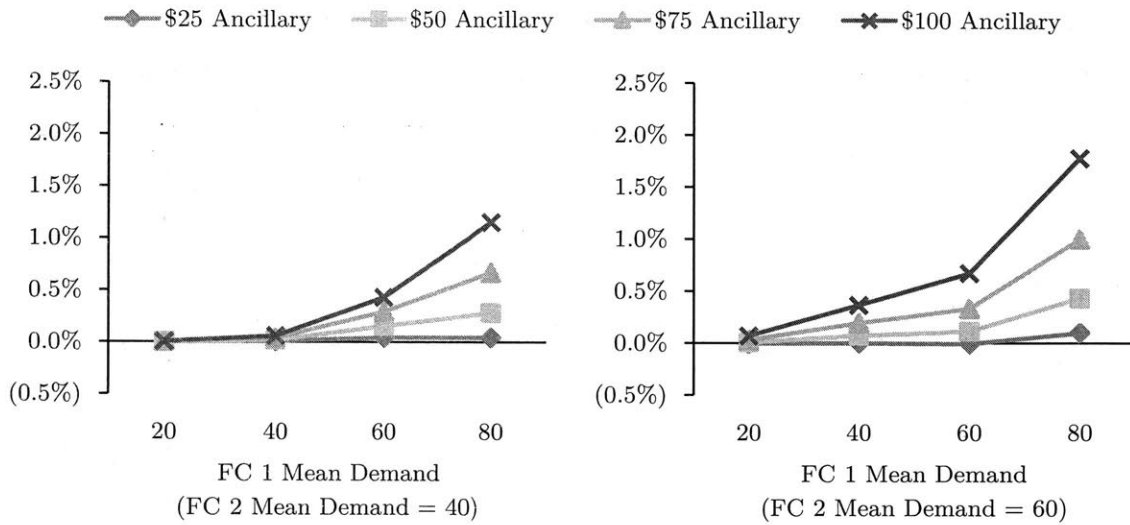 $25 Ancillary $50 Ancillary $75 Ancillary $100 Ancillary
2.5%
2.0%
1.5%
1.0%
0.5%
0.0%
(0.5%)
20 40 60 80
FC 1 Mean Demand
(FC 2 Mean Demand = 40)
2.5%
2.0%
1.5%
1.0%
0.5%
0.0%
(0.5%)
20 40 60 80
FC 1 Mean Demand
(FC 2 Mean Demand = 60)